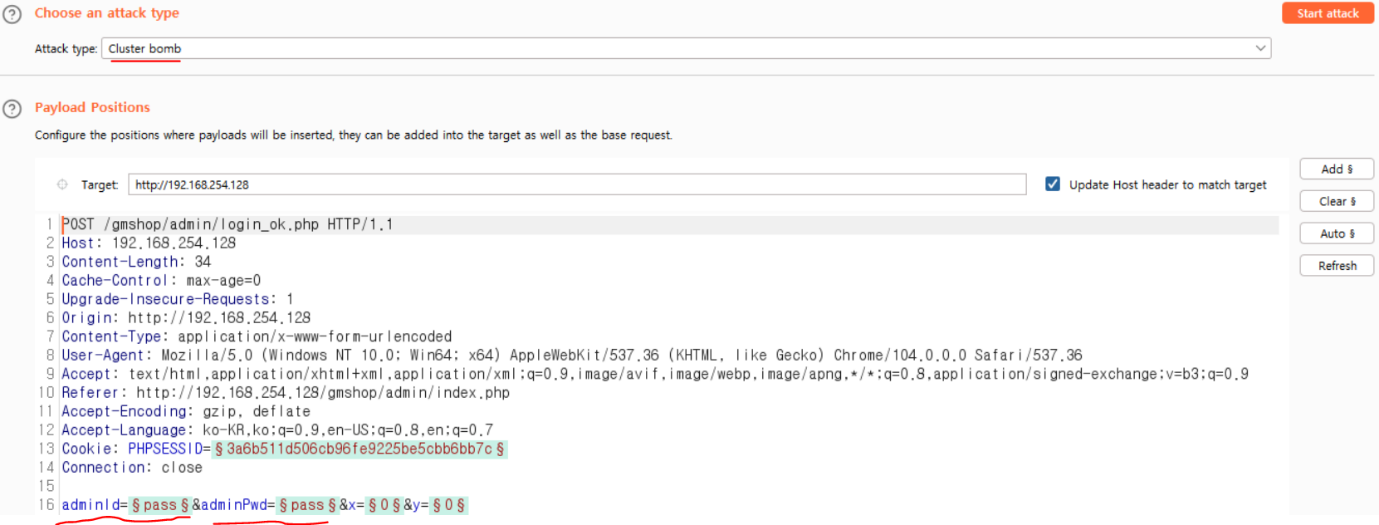 Choose an attack type
Start attack
Attack type: Cluster bomb
Payload Positions
Configure the positions where payloads will be inserted, they can be added into the target as well as the base request.
Target: http://192.168.254.128
Update Host header to match target
Add §
Clear §
Auto §
Refresh
1 POST /gmshop/admin/login_ok.php HTTP/1.1
2 Host: 192.168.254.128
3 Content-Length: 34
4 Cache-Control: max-age=0
5 Upgrade-Insecure-Requests: 1
6 Origin: http://192.168.254.128
7 Content-Type: application/x-www-form-urlencoded
8 User-Agent: Mozilla/5.0 (Windows NT 10.0; Win64; x64) AppleWebKit/537.36 (KHTML, like Gecko) Chrome/104.0.0.0 Safari/537.36
9 Accept: text/html,application/xhtml+xml,application/xml;q=0.9,image/avif,image/webp,image/apng,*/*;q=0.8,application/signed-exchange;v=b3;q=0.9
10 Referer: http://192.168.254.128/gmshop/admin/index.php
11 Accept-Encoding: gzip, deflate
12 Accept-Language: ko-KR,ko;q=0.9,en-US;q=0.8,en;q=0.7
13 Cookie: PHPSESSID=§3a6b511d506cb96fe9225be5cbb6bb7c§
14 Connection: close
15
16 adminId=§pass§&adminPwd=§pass§&x=§0§&y=§0§